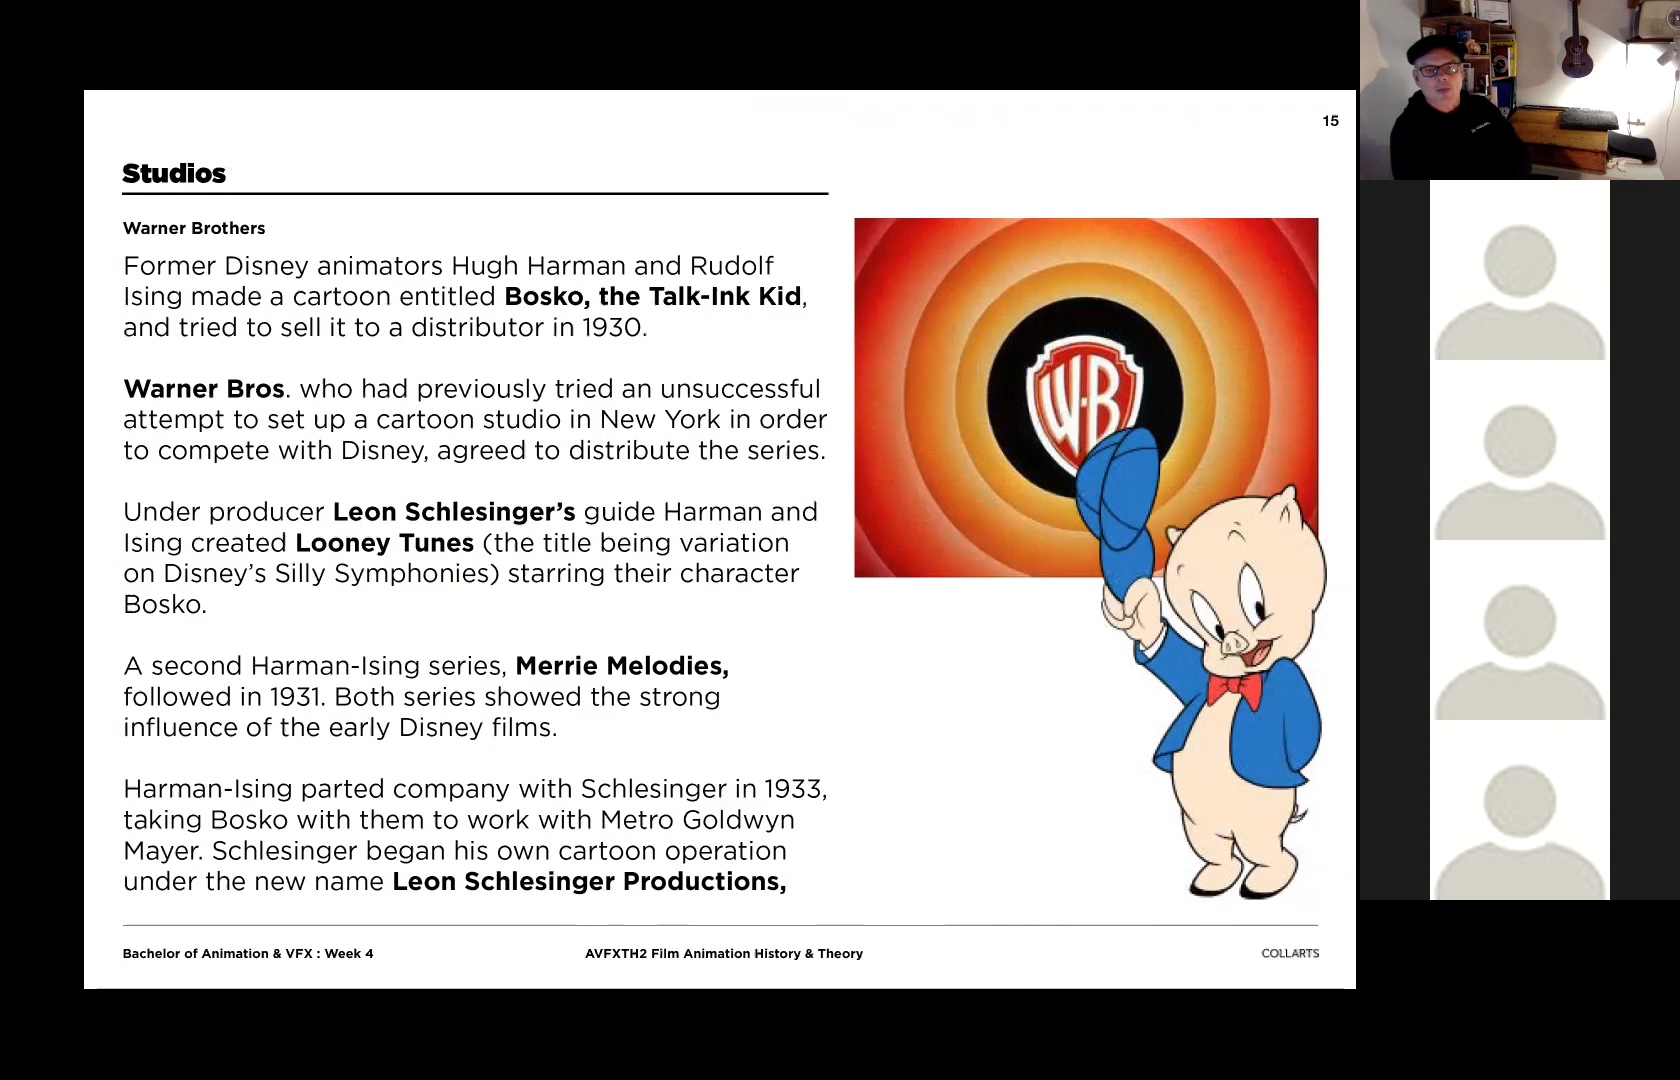 15
Studios
Warner Brothers
Former Disney animators Hugh Harman and Rudolf
Ising made a cartoon entitled Bosko, the Talk-Ink Kid,
and tried to sell it to a distributor in 1930.
Warner Bros. who had previously tried an unsuccessful
attempt to set up a cartoon studio in New York in order
to compete with Disney, agreed to distribute the series.
Under producer Leon Schlesinger’s guide Harman and
Ising created Looney Tunes (the title being variation
on Disney’s Silly Symphonies) starring their character
Bosko.
A second Harman-Ising series, Merrie Melodies,
followed in 1931. Both series showed the strong
influence of the early Disney films.
Harman-Ising parted company with Schlesinger in 1933,
taking Bosko with them to work with Metro Goldwyn
Mayer. Schlesinger began his own cartoon operation
under the new name Leon Schlesinger Productions,
W-B
Bachelor of Animation & VFX : Week 4
AVFXTH2 Film Animation History & Theory
COLLARTS